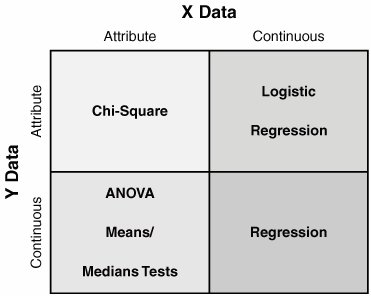 X Data
Attribute
Continuous
Y Data
Attribute
Chi-Square
Logistic
Regression
Continuous
ANOVA
Means/
Medians Tests
Regression